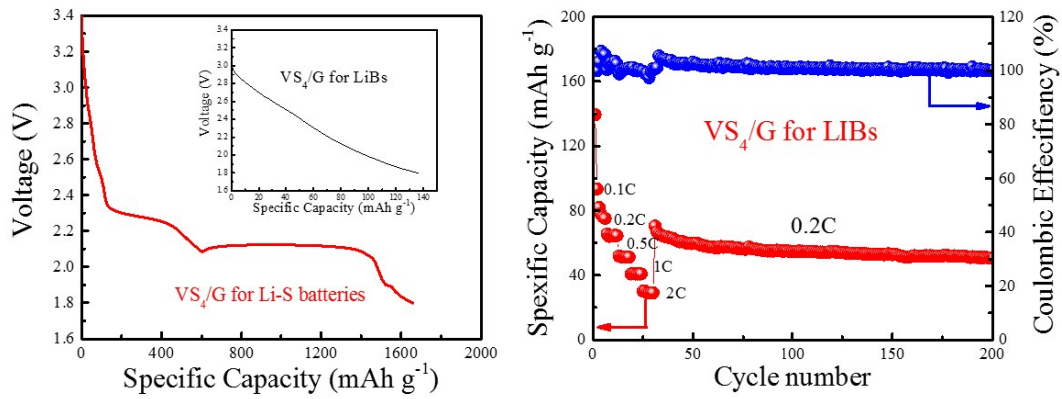 3.4
3.2
3.0
2.8
2.6
2.4
2.2
2.0
1.8
1.6
0
400
800
1200
1600
2000
Voltage (V)
Specific Capacity (mAh g-1)
VS4/G for Li-S batteries
3.4
3.2
3.0
2.8
2.6
2.4
2.2
2.0
1.8
1.6
0 20 40 60 80 100 120 140
Voltage (V)
Specific Capacity (mAh g-1)
VS4/G for LiBs
200
160
120
80
40
0
0 50 100 150 200
Spexific Capacity (mAh g-1)
Cycle number
120
100
80
60
40
20
0
Coulombic Effecifiency (%)
VS4/G for LIBs
0.1C
0.2C
0.5C
1C
2C
0.2C